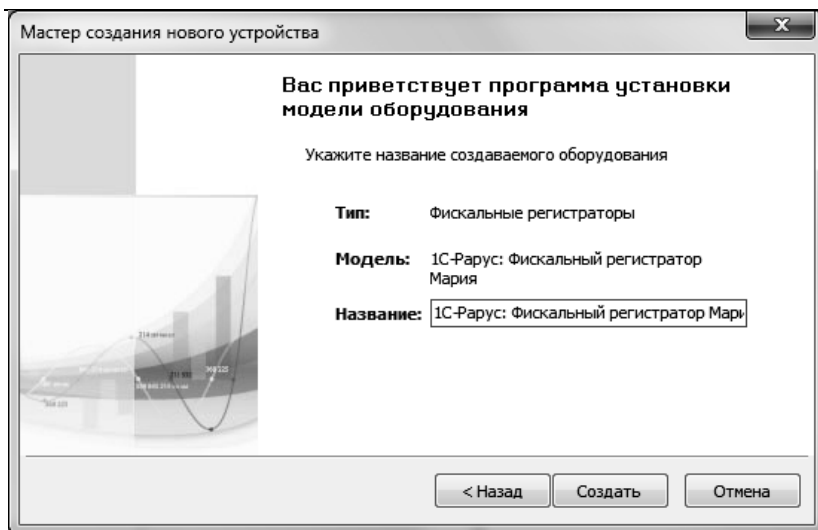 Мастер создания нового устройства
Вас приветствует программа установки
модели оборудования
Укажите название создаваемого оборудования
Тип: Фискальные регистраторы
Модель: 1С-Рарус: Фискальный регистратор
Мария
Название: 1С-Рарус: Фискальный регистратор Мари
< Назад Создать Отмена